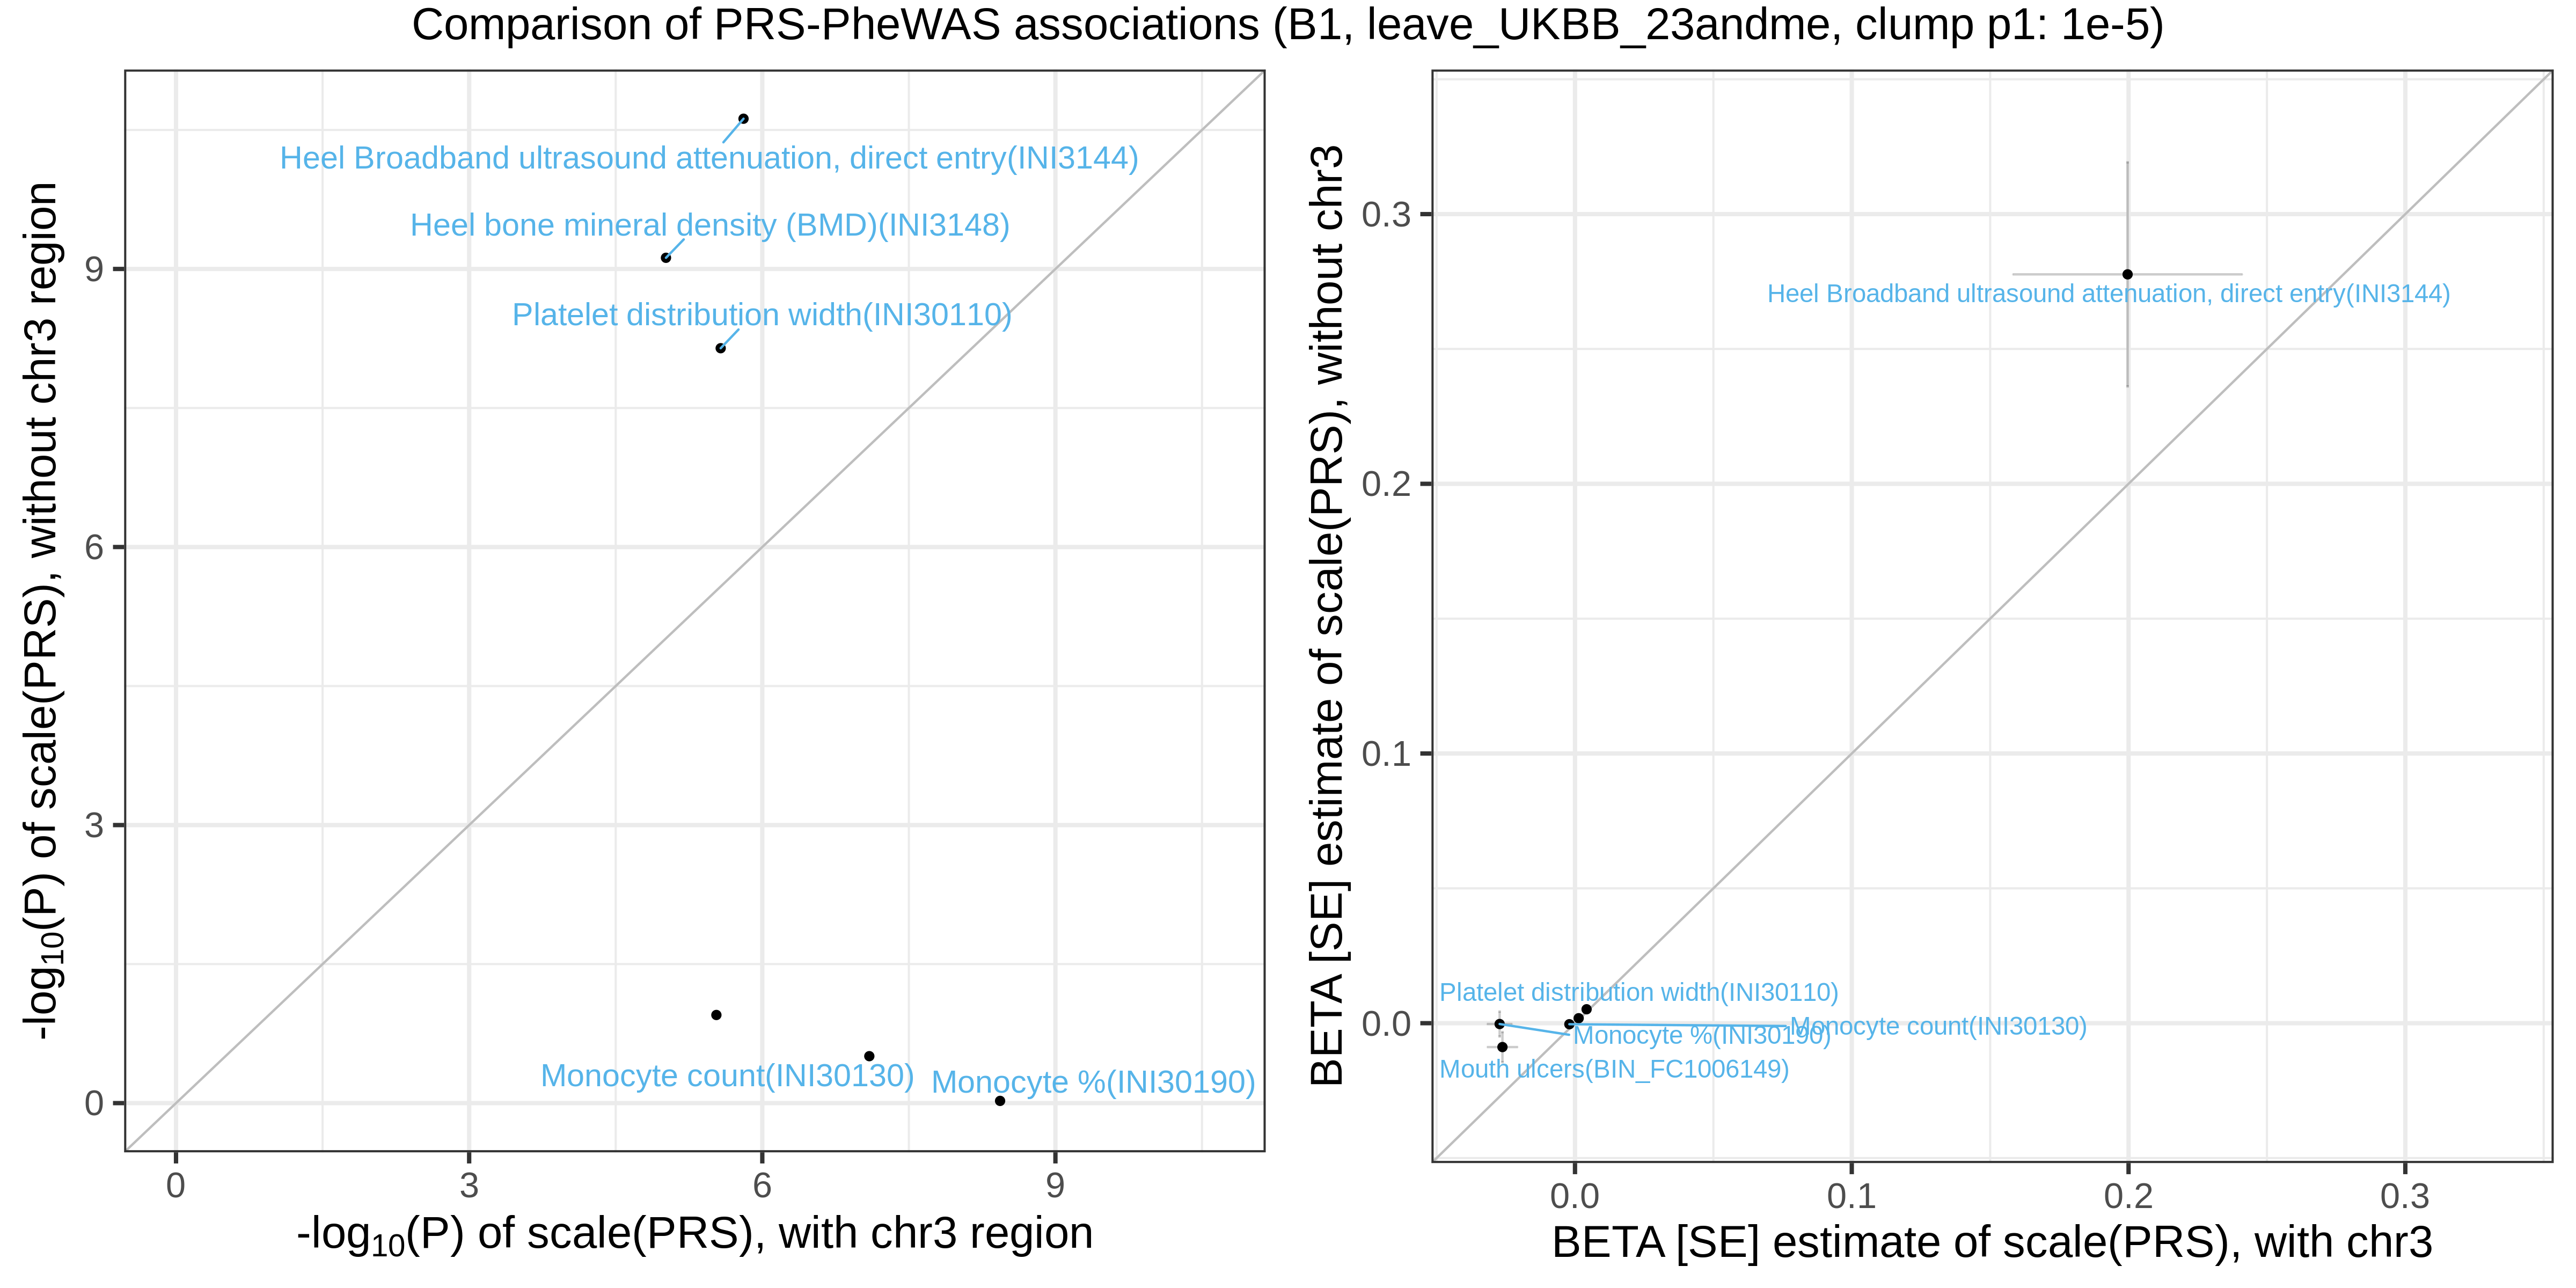 Comparison of PRS-PheWAS associations (B1, leave_UKBB_23andme, clump p1: 1e-5)
-log10(P) of scale(PRS), without chr3 region
9
6
3
0
Heel Broadband ultrasound attenuation, direct entry(INI3144)
Heel bone mineral density (BMD)(INI3148)
Platelet distribution width(INI30110)
Monocyte count(INI30130)
Monocyte %(INI30190)
0 3 6 9
-log10(P) of scale(PRS), with chr3 region
BETA [SE] estimate of scale(PRS), without chr3
0.3
0.2
0.1
0.0
Heel Broadband ultrasound attenuation, direct entry(INI3144)
Platelet distribution width(INI30110)
Monocyte count(INI30130)
Monocyte %(INI30190)
Mouth ulcers(BIN_FC1006149)
0.0 0.1 0.2 0.3
BETA [SE] estimate of scale(PRS), with chr3